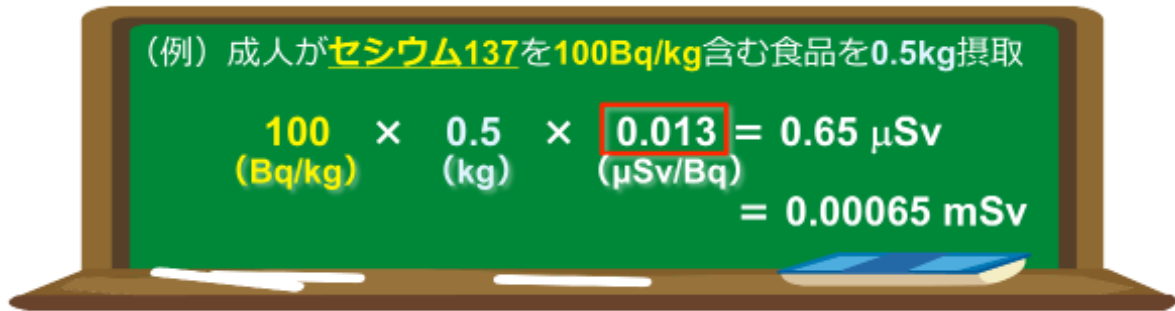 (例)成人がセシウム137を100Bq/kg含む食品を0.5kg摂取
100 × 0.5 × 0.013 = 0.65 μSv
(Bq/kg) (kg) (μSv/Bq)
= 0.00065 mSv